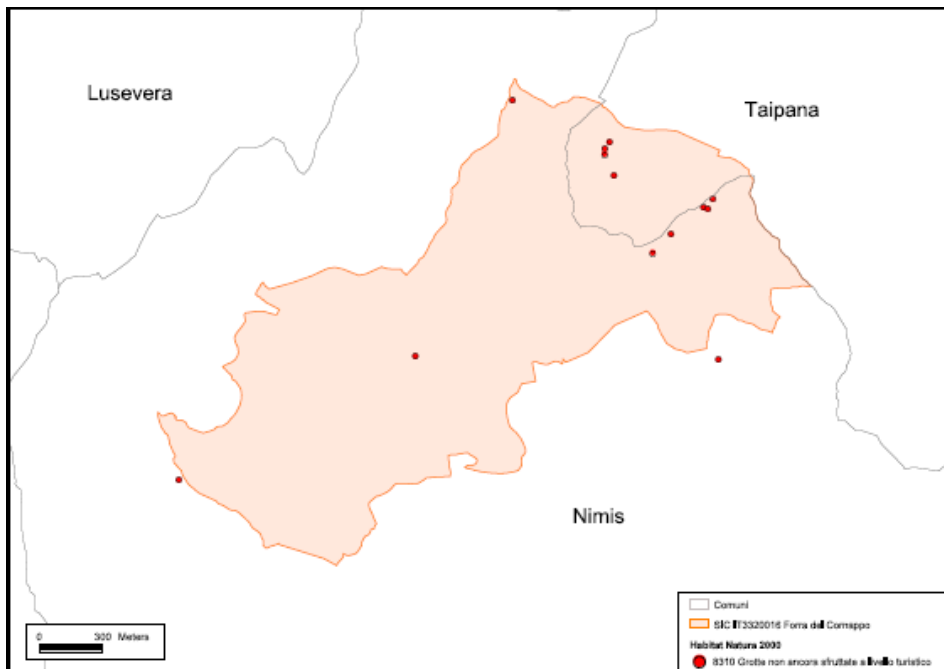 Lusevera
Taipana
Nimis
0 300 Meters
Comuni
SIC IT3320016 Forra del Cornappo
Habitat Natura 2000
8310 Grotte non ancora sfruttate a livello turistico